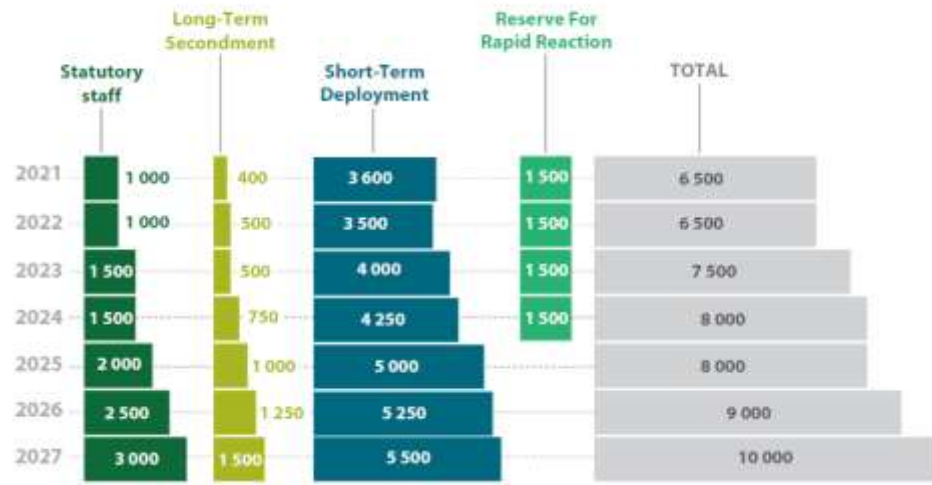 Long-Term
Secondment
Reserve For
Rapid Reaction
Statutory
staff
Short-Term
Deployment
TOTAL
2021 1 000 400 3 600 1 500 6 500
2022 1 000 500 3 500 1 500 6 500
2023 1 500 500 4 000 1 500 7 500
2024 1 500 750 4 250 1 500 8 000
2025 2 000 1 000 5 000 8 000
2026 2 500 1 250 5 250 9 000
2027 3 000 1 500 5 500 10 000